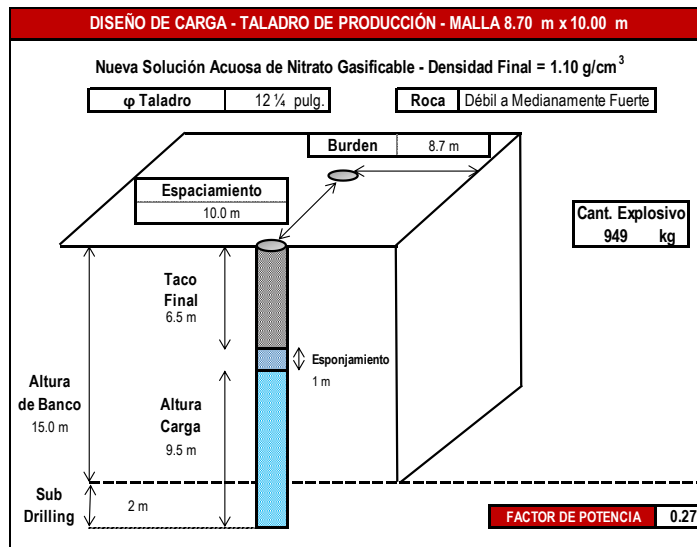 DISEÑO DE CARGA - TALADRO DE PRODUCCIÓN - MALLA 8.70 m x 10.00 m
Nueva Solución Acuosa de Nitrato Gasificable - Densidad Final = 1.10 g/cm³
φ Taladro 12 ¼ pulg.
Roca Débil a Medianamente Fuerte
Burden 8.7 m
Espaciamiento
10.0 m
Cant. Explosivo
949 kg
Taco
Final
6.5 m
Esponjamiento
1 m
Altura
de Banco
15.0 m
Altura
Carga
9.5 m
Sub
Drilling
2 m
FACTOR DE POTENCIA 0.27